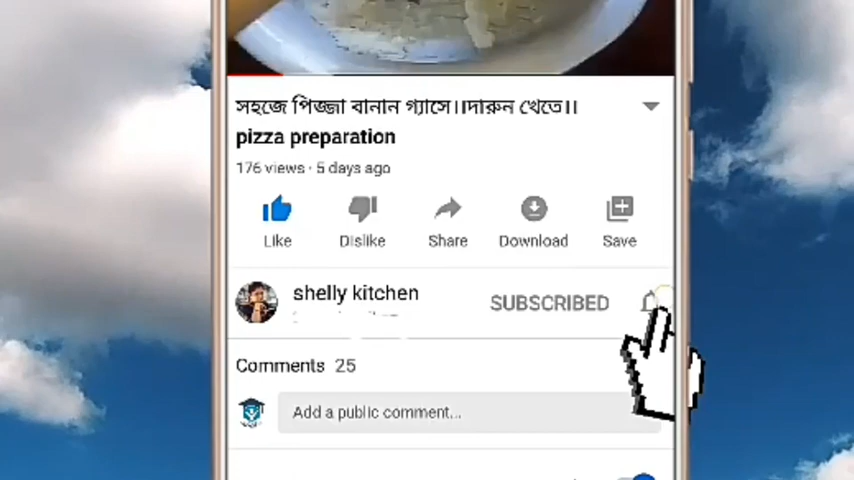 সহজে পিজ্জা বানান গ্যাসে।।দারুন খেতে।।
pizza preparation
176 views · 5 days ago
Like Dislike Share Download Save
shelly kitchen
SUBSCRIBED
Comments 25
Add a public comment...